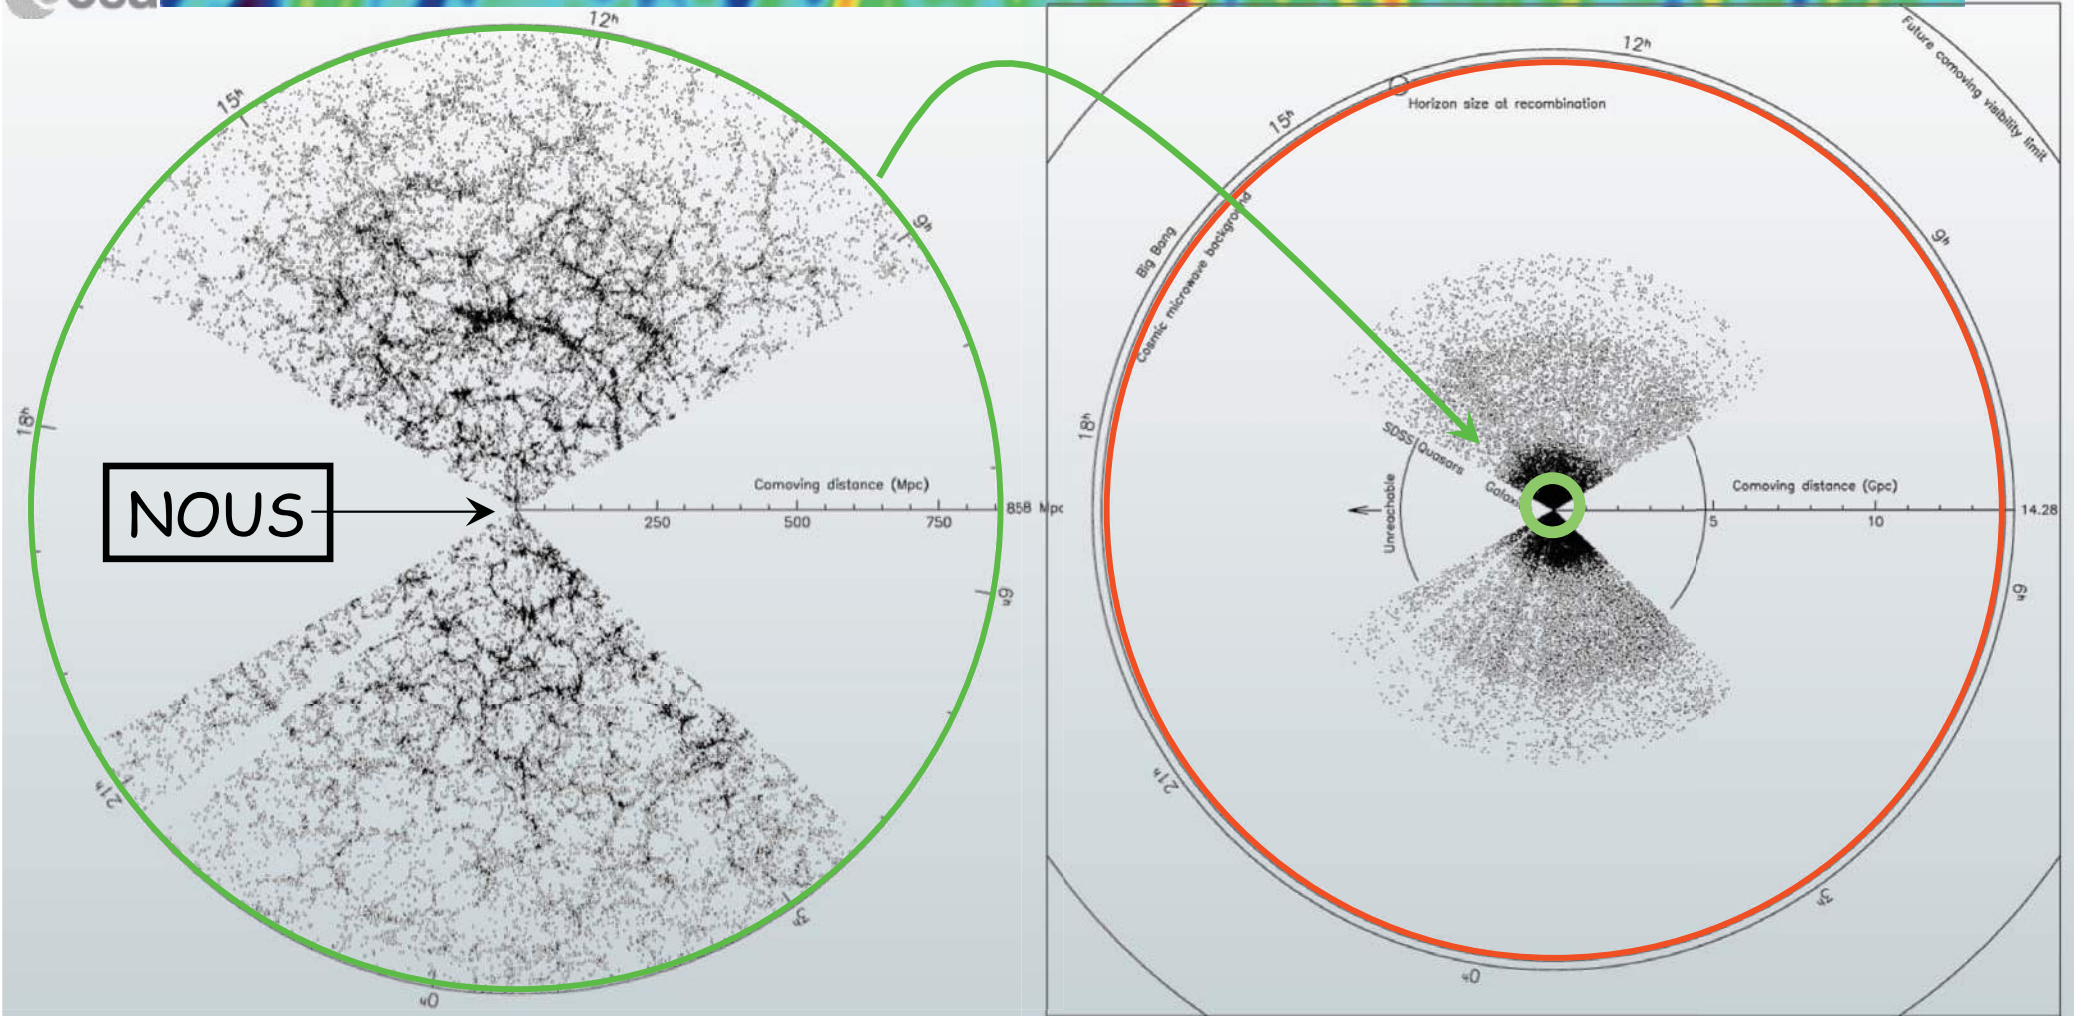 esa
12h
15h
9h
18h
NOUS
Comoving distance (Mpc)
250
500
750
858 Mpc
6h
21h
3h
0h
Future comoving visibility limit
12h
Horizon size at recombination
15h
Big Bang
Cosmic microwave background
9h
18h
SDSS Quasars
Unreachable
Comoving distance (Gpc)
5
10
14.28
6h
21h
3h
0h